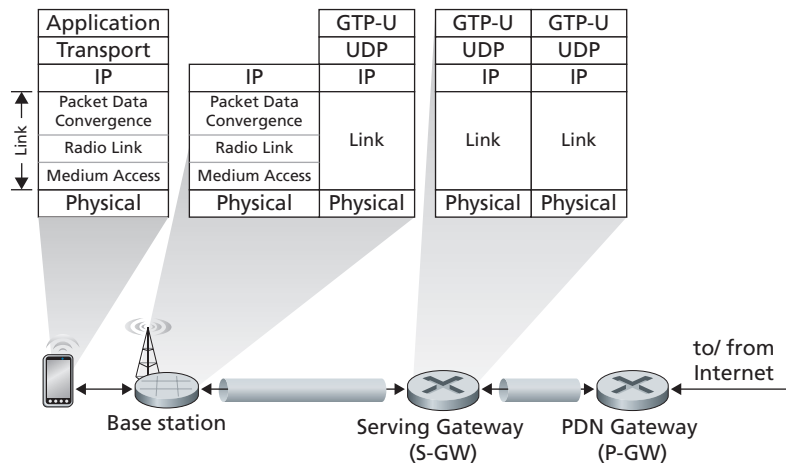 Application
Transport
IP
Packet Data
Convergence
Radio Link
Medium Access
Physical
Link
IP
Packet Data
Convergence
Radio Link
Medium Access
Physical
GTP-U
UDP
IP
Link
Physical
GTP-U
UDP
IP
Link
Physical
GTP-U
UDP
IP
Link
Physical
Base station
Serving Gateway
(S-GW)
PDN Gateway
(P-GW)
to/ from
Internet